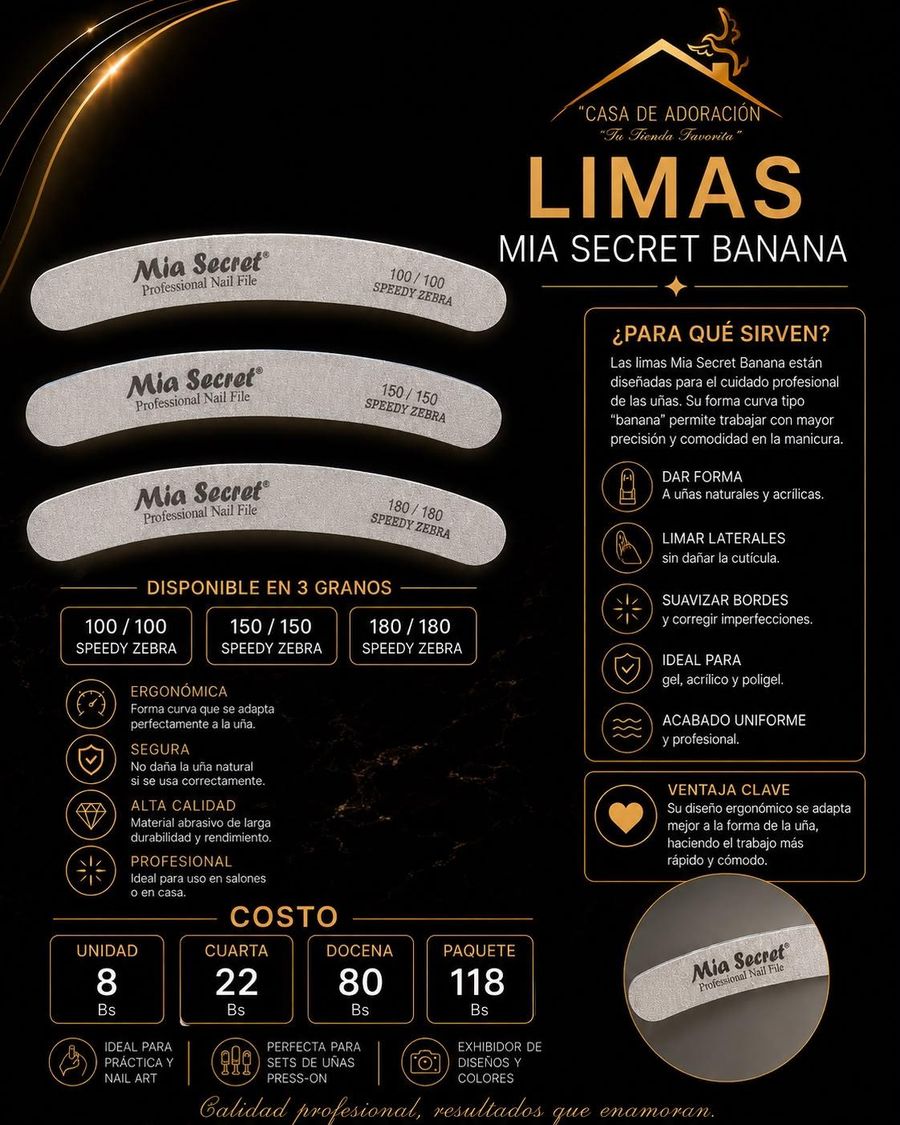 "CASA DE ADORACIÓN
"Tu Tienda Favorita"
LIMAS
MIA SECRET BANANA
Mia Secret®
Professional Nail File
100 / 100
SPEEDY ZEBRA
Mia Secret®
Professional Nail File
150 / 150
SPEEDY ZEBRA
Mia Secret®
Professional Nail File
180 / 180
SPEEDY ZEBRA
DISPONIBLE EN 3 GRANOS
100 / 100
SPEEDY ZEBRA
150 / 150
SPEEDY ZEBRA
180 / 180
SPEEDY ZEBRA
ERGONÓMICA
Forma curva que se adapta
perfectamente a la uña.
SEGURA
No daña la uña natural
si se usa correctamente.
ALTA CALIDAD
Material abrasivo de larga
durabilidad y rendimiento.
PROFESIONAL
Ideal para uso en salones
o en casa.
¿PARA QUÉ SIRVEN?
Las limas Mia Secret Banana están
diseñadas para el cuidado profesional
de las uñas. Su forma curva tipo
"banana" permite trabajar con mayor
precisión y comodidad en la manicura.
DAR FORMA
A uñas naturales y acrílicas.
LIMAR LATERALES
sin dañar la cutícula.
SUAVIZAR BORDES
y corregir imperfecciones.
IDEAL PARA
gel, acrílico y poligel.
ACABADO UNIFORME
y profesional.
VENTAJA CLAVE
Su diseño ergonómico se adapta
mejor a la forma de la uña,
haciendo el trabajo más
rápido y cómodo.
Mia Secret®
Professional Nail File
COSTO
UNIDAD
8
Bs
CUARTA
22
Bs
DOCENA
80
Bs
PAQUETE
118
Bs
IDEAL PARA
PRÁCTICA Y
NAIL ART
PERFECTA PARA
SETS DE UÑAS
PRESS-ON
EXHIBIDOR DE
DISEÑOS Y
COLORES
Calidad profesional, resultados que enamoran.